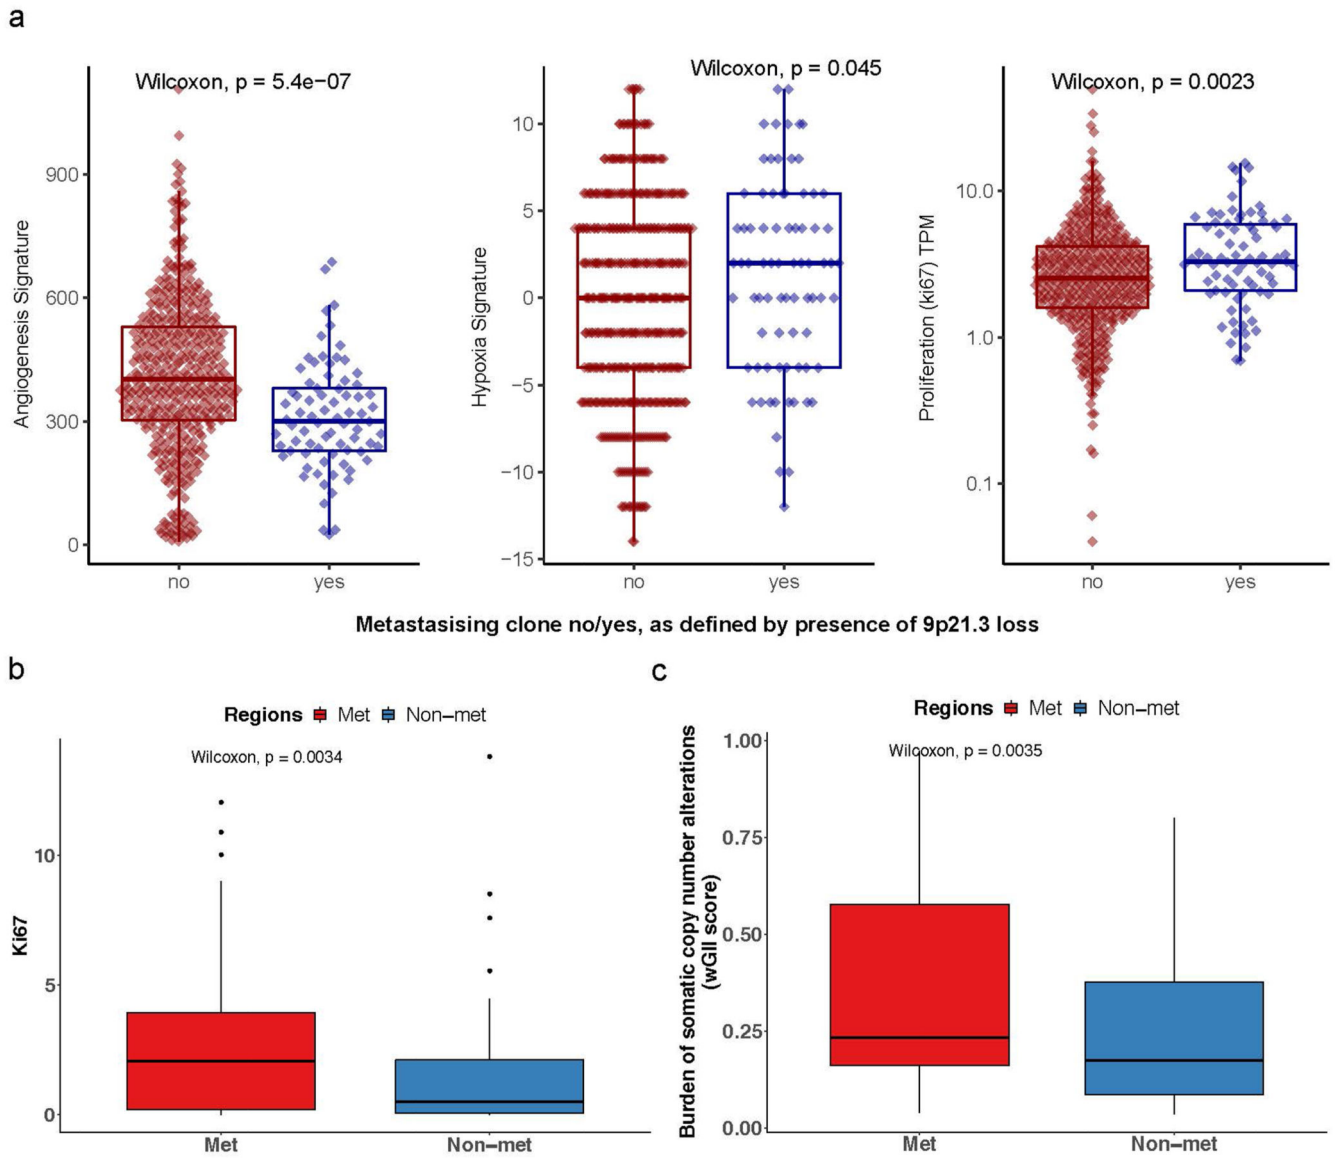 a
Wilcoxon, p = 5.4e−07
Angiogenesis Signature
900
600
300
0
no
yes
Wilcoxon, p = 0.045
Hypoxia Signature
10
5
0
−5
−10
−15
no
yes
Wilcoxon, p = 0.0023
Proliferation (ki67) TPM
10.0
1.0
0.1
no
yes
Metastasising clone no/yes, as defined by presence of 9p21.3 loss
b
Regions Met Non−met
Wilcoxon, p = 0.0034
Ki67
10
5
0
Met
Non−met
c
Regions Met Non−met
Wilcoxon, p = 0.0035
Burden of somatic copy number alterations
(wGII score)
1.00
0.75
0.50
0.25
0.00
Met
Non−met